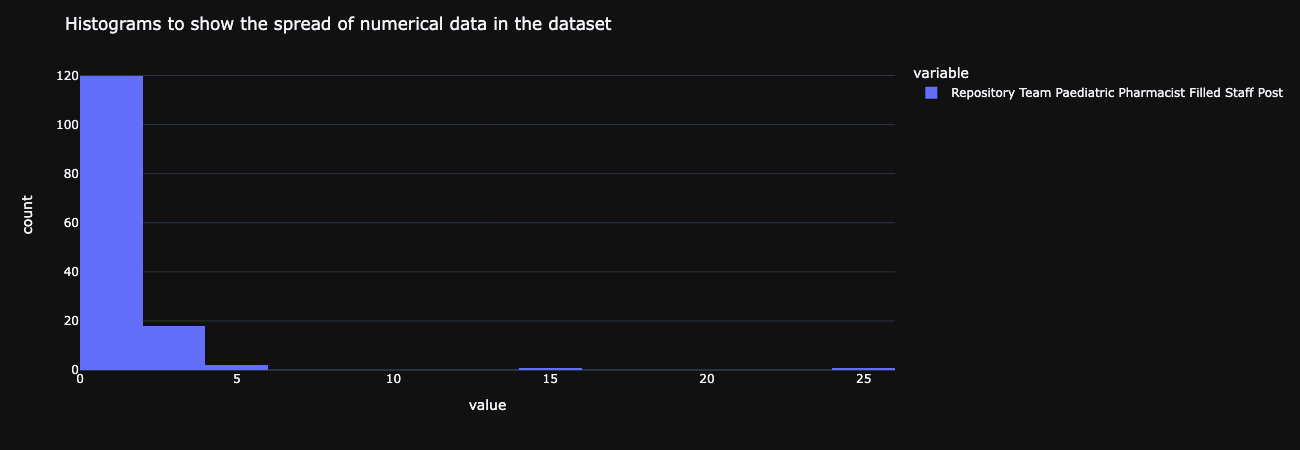 Histograms to show the spread of numerical data in the dataset
variable
Repository Team Paediatric Pharmacist Filled Staff Post
120
100
80
60
40
20
0
count
0 5 10 15 20 25
value